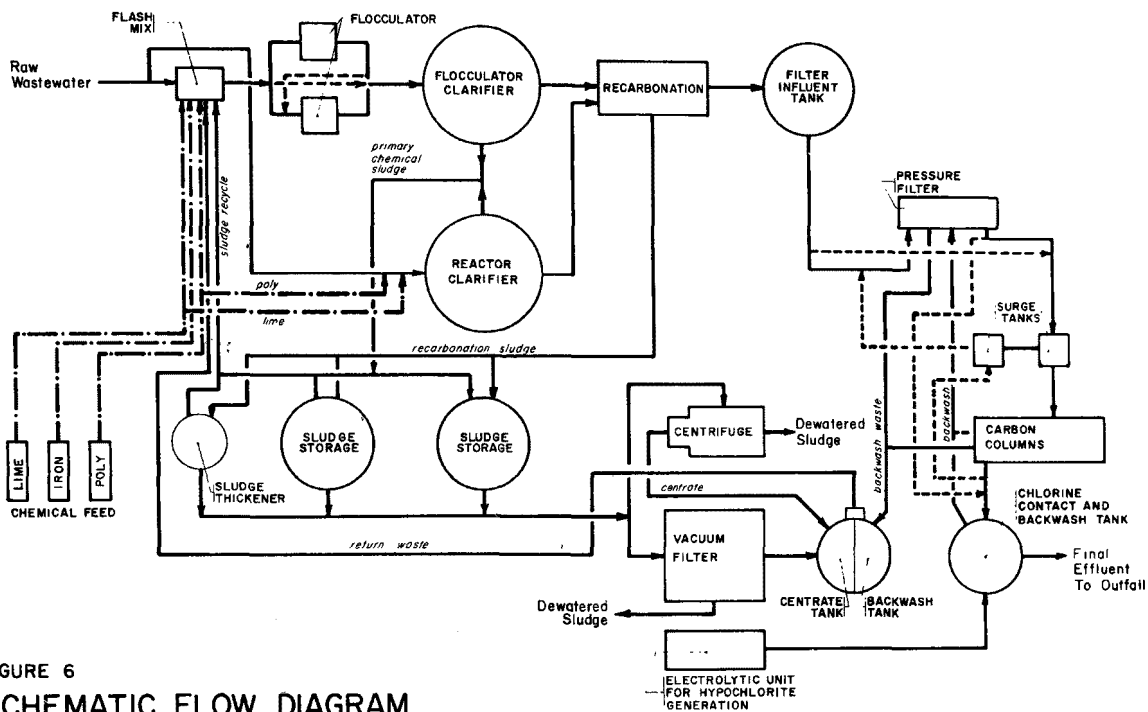 FLASH
MIX
FLOCCULATOR
Raw
Wastewater
FLOCCULATOR
CLARIFIER
RECARBONATION
FILTER
INFLUENT
TANK
primary
chemical
sludge
PRESSURE
FILTER
sludge recycle
REACTOR
CLARIFIER
poly
lime
SURGE
TANKS
recarbonation sludge
backwash waste
backwash
SLUDGE
STORAGE
SLUDGE
STORAGE
CENTRIFUGE
Dewatered
Sludge
CARBON
COLUMNS
LIME
IRON
POLY
CHEMICAL FEED
SLUDGE
THICKENER
centrate
CHLORINE
CONTACT AND
BACKWASH TANK
return waste
VACUUM
FILTER
Final
Effluent
To Outfall
CENTRATE
TANK
BACKWASH
TANK
Dewatered
Sludge
ELECTROLYTIC UNIT
FOR HYPOCHLORITE
GENERATION
GURE 6
CHEMATIC FLOW DIAGRAM